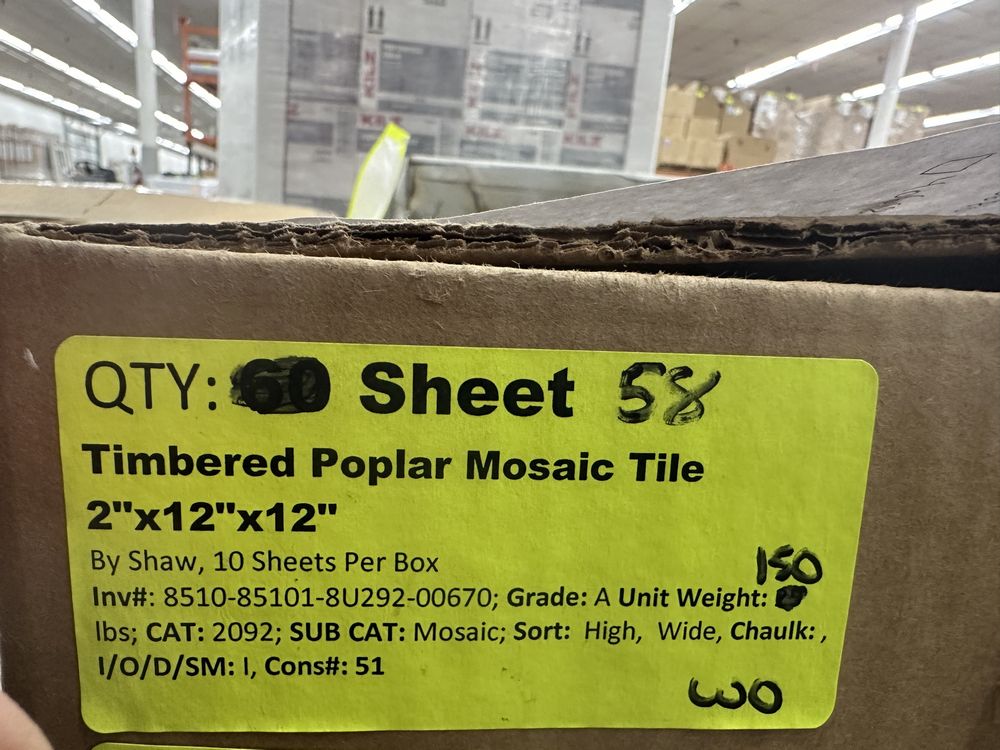 QTY: 60 Sheet 58
Timbered Poplar Mosaic Tile
2"x12"x12"
By Shaw, 10 Sheets Per Box
150
Inv#: 8510-85101-8U292-00670; Grade: A Unit Weight:
lbs; CAT: 2092; SUB CAT: Mosaic; Sort: High, Wide, Chaulk: ,
I/O/D/SM: I, Cons#: 51